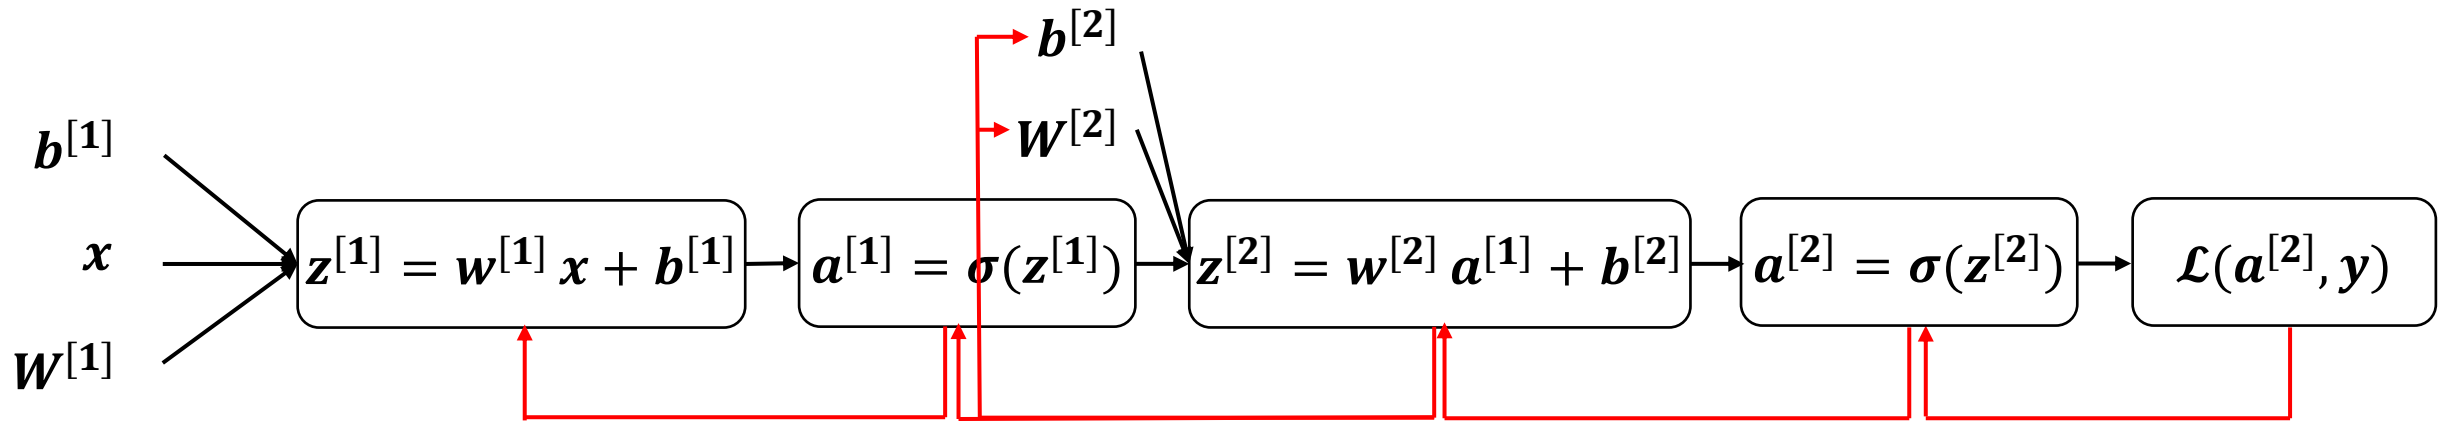 b^[2]
W^[2]
b^[1]
x
W^[1]
z^[1] = w^[1] x + b^[1]
a^[1] = σ(z^[1])
z^[2] = w^[2] a^[1] + b^[2]
a^[2] = σ(z^[2])
ℒ(a^[2], y)